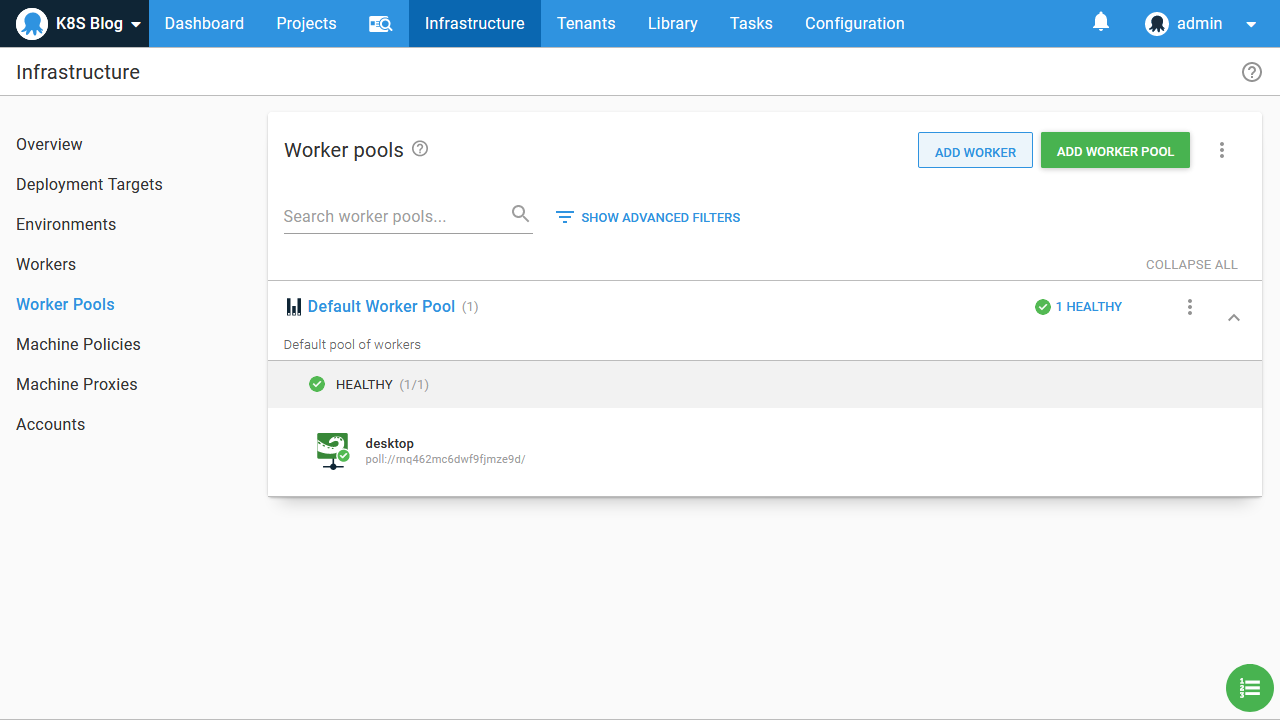 K8S Blog
Dashboard Projects Infrastructure Tenants Library Tasks Configuration admin
Infrastructure
Overview
Deployment Targets
Environments
Workers
Worker Pools
Machine Policies
Machine Proxies
Accounts
Worker pools
ADD WORKER ADD WORKER POOL
Search worker pools...
SHOW ADVANCED FILTERS
COLLAPSE ALL
Default Worker Pool (1) 1 HEALTHY
Default pool of workers
HEALTHY (1/1)
desktop
poll://rnq462mc6dwf9fjmze9d/